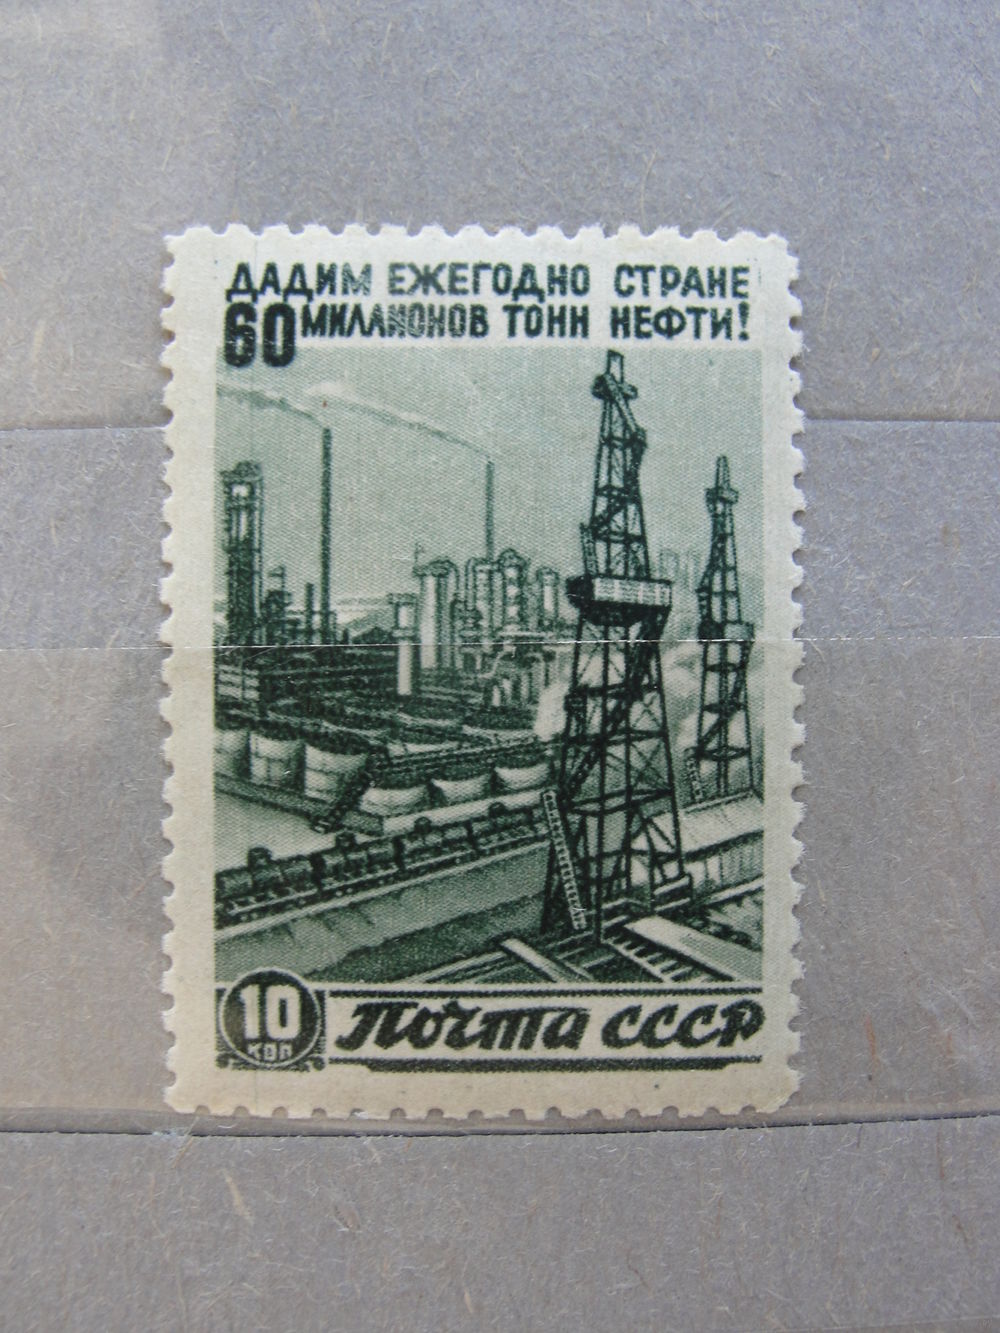 ДАДИМ ЕЖЕГОДНО СТРАНЕ
60 МИЛЛИОНОВ ТОНН НЕФТИ!
10 ПОЧТА СССР
КОП